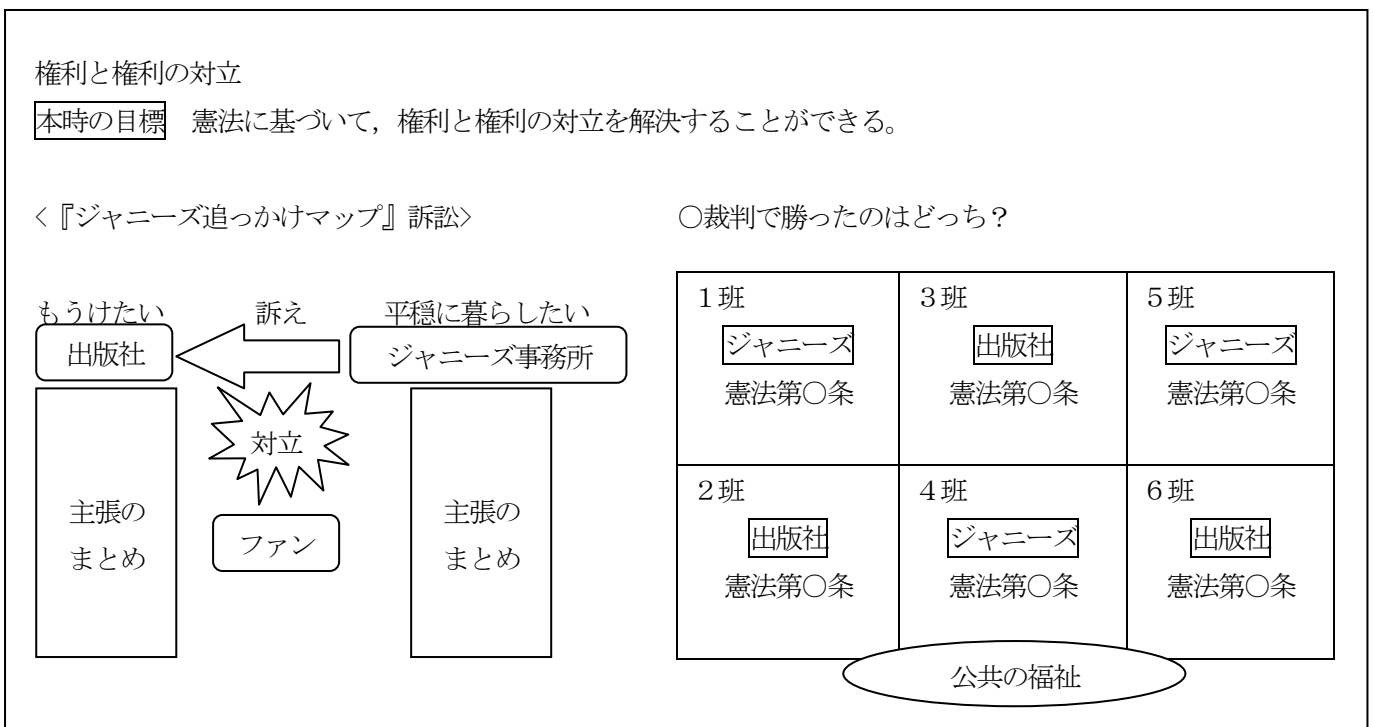 権利と権利の対立
本時の目標　憲法に基づいて，権利と権利の対立を解決することができる。
<『ジャニーズ追っかけマップ』訴訟>
もうけたい
訴え
平穏に暮らしたい
出版社
ジャニーズ事務所
対立
ファン
主張の
まとめ
主張の
まとめ
○裁判で勝ったのはどっち？
１班
ジャニーズ
憲法第○条
３班
出版社
憲法第○条
５班
ジャニーズ
憲法第○条
２班
出版社
憲法第○条
４班
ジャニーズ
憲法第○条
６班
出版社
憲法第○条
公共の福祉